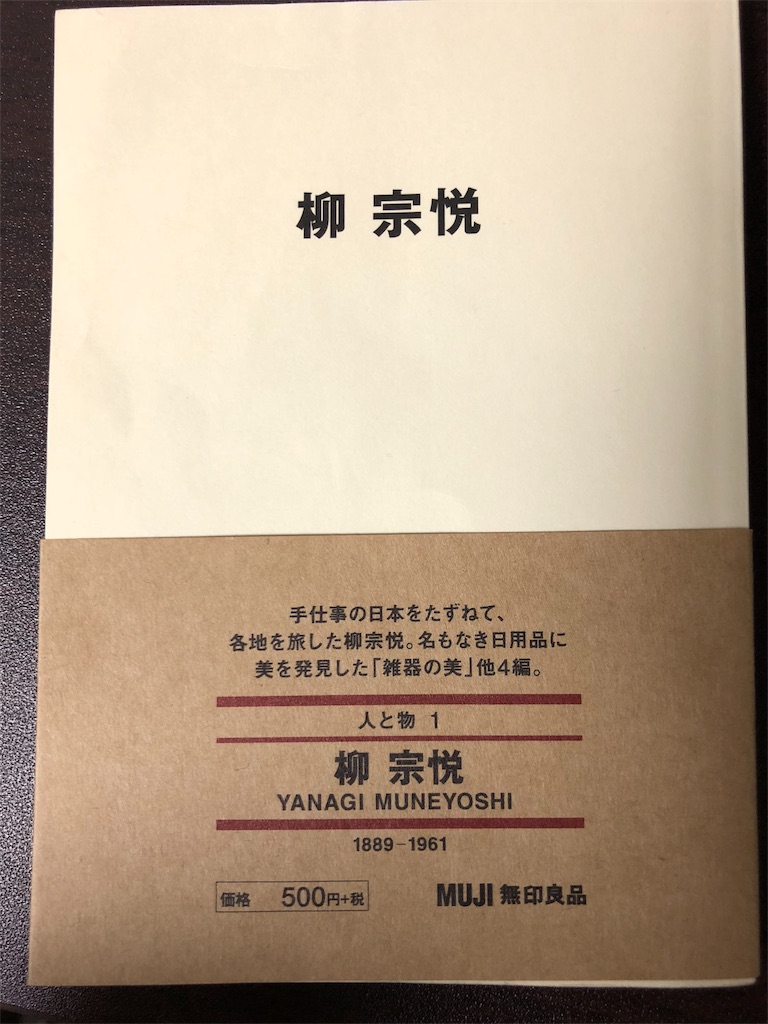 柳 宗悦
手仕事の日本をたずねて、
各地を旅した柳宗悦。名もなき日用品に
美を発見した「雑器の美」他4編。
人と物 1
柳 宗悦
YANAGI MUNEYOSHI
1889-1961
価格 500円+税
MUJI 無印良品